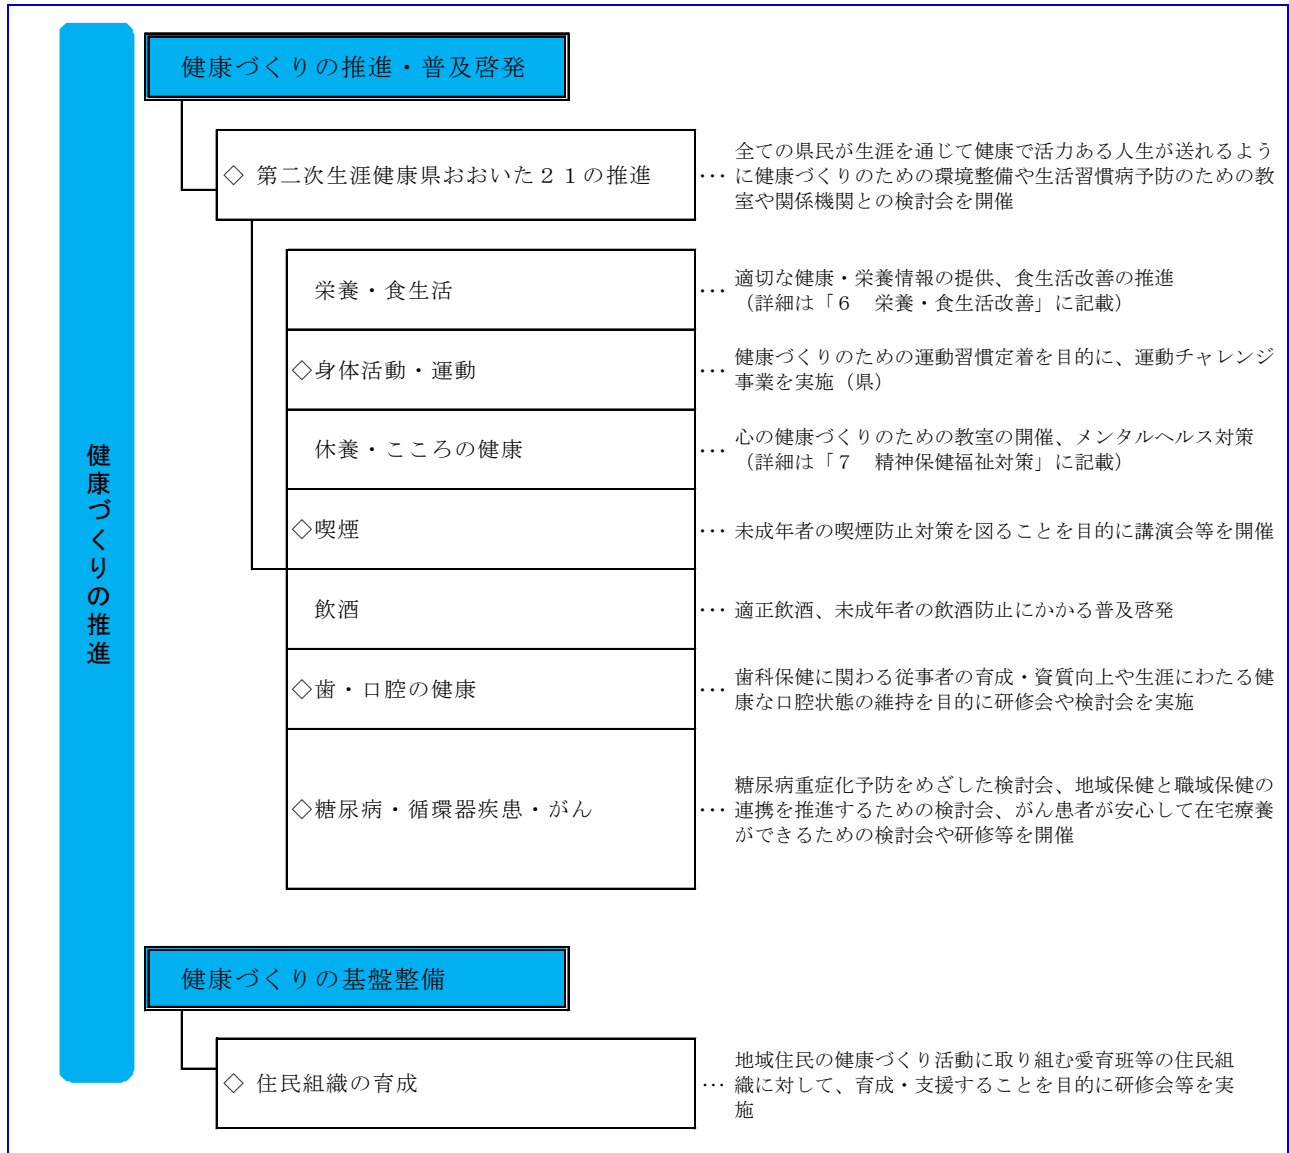 健康づくりの推進
健康づくりの推進・普及啓発
◇ 第二次生涯健康県おおいた２１の推進
… 全ての県民が生涯を通じて健康で活力ある人生が送れるよう
に健康づくりのための環境整備や生活習慣病予防のための教
室や関係機関との検討会を開催
栄養・食生活
… 適切な健康・栄養情報の提供、食生活改善の推進
（詳細は「６　栄養・食生活改善」に記載）
◇身体活動・運動
… 健康づくりのための運動習慣定着を目的に、運動チャレンジ
事業を実施（県）
休養・こころの健康
… 心の健康づくりのための教室の開催、メンタルヘルス対策
（詳細は「７　精神保健福祉対策」に記載）
◇喫煙
… 未成年者の喫煙防止対策を図ることを目的に講演会等を開催
飲酒
… 適正飲酒、未成年者の飲酒防止にかかる普及啓発
◇歯・口腔の健康
… 歯科保健に関わる従事者の育成・資質向上や生涯にわたる健
康な口腔状態の維持を目的に研修会や検討会を実施
◇糖尿病・循環器疾患・がん
… 糖尿病重症化予防をめざした検討会、地域保健と職域保健の
連携を推進するための検討会、がん患者が安心して在宅療養
ができるための検討会や研修等を開催
健康づくりの基盤整備
◇ 住民組織の育成
… 地域住民の健康づくり活動に取り組む愛育班等の住民組
織に対して、育成・支援することを目的に研修会等を実
施